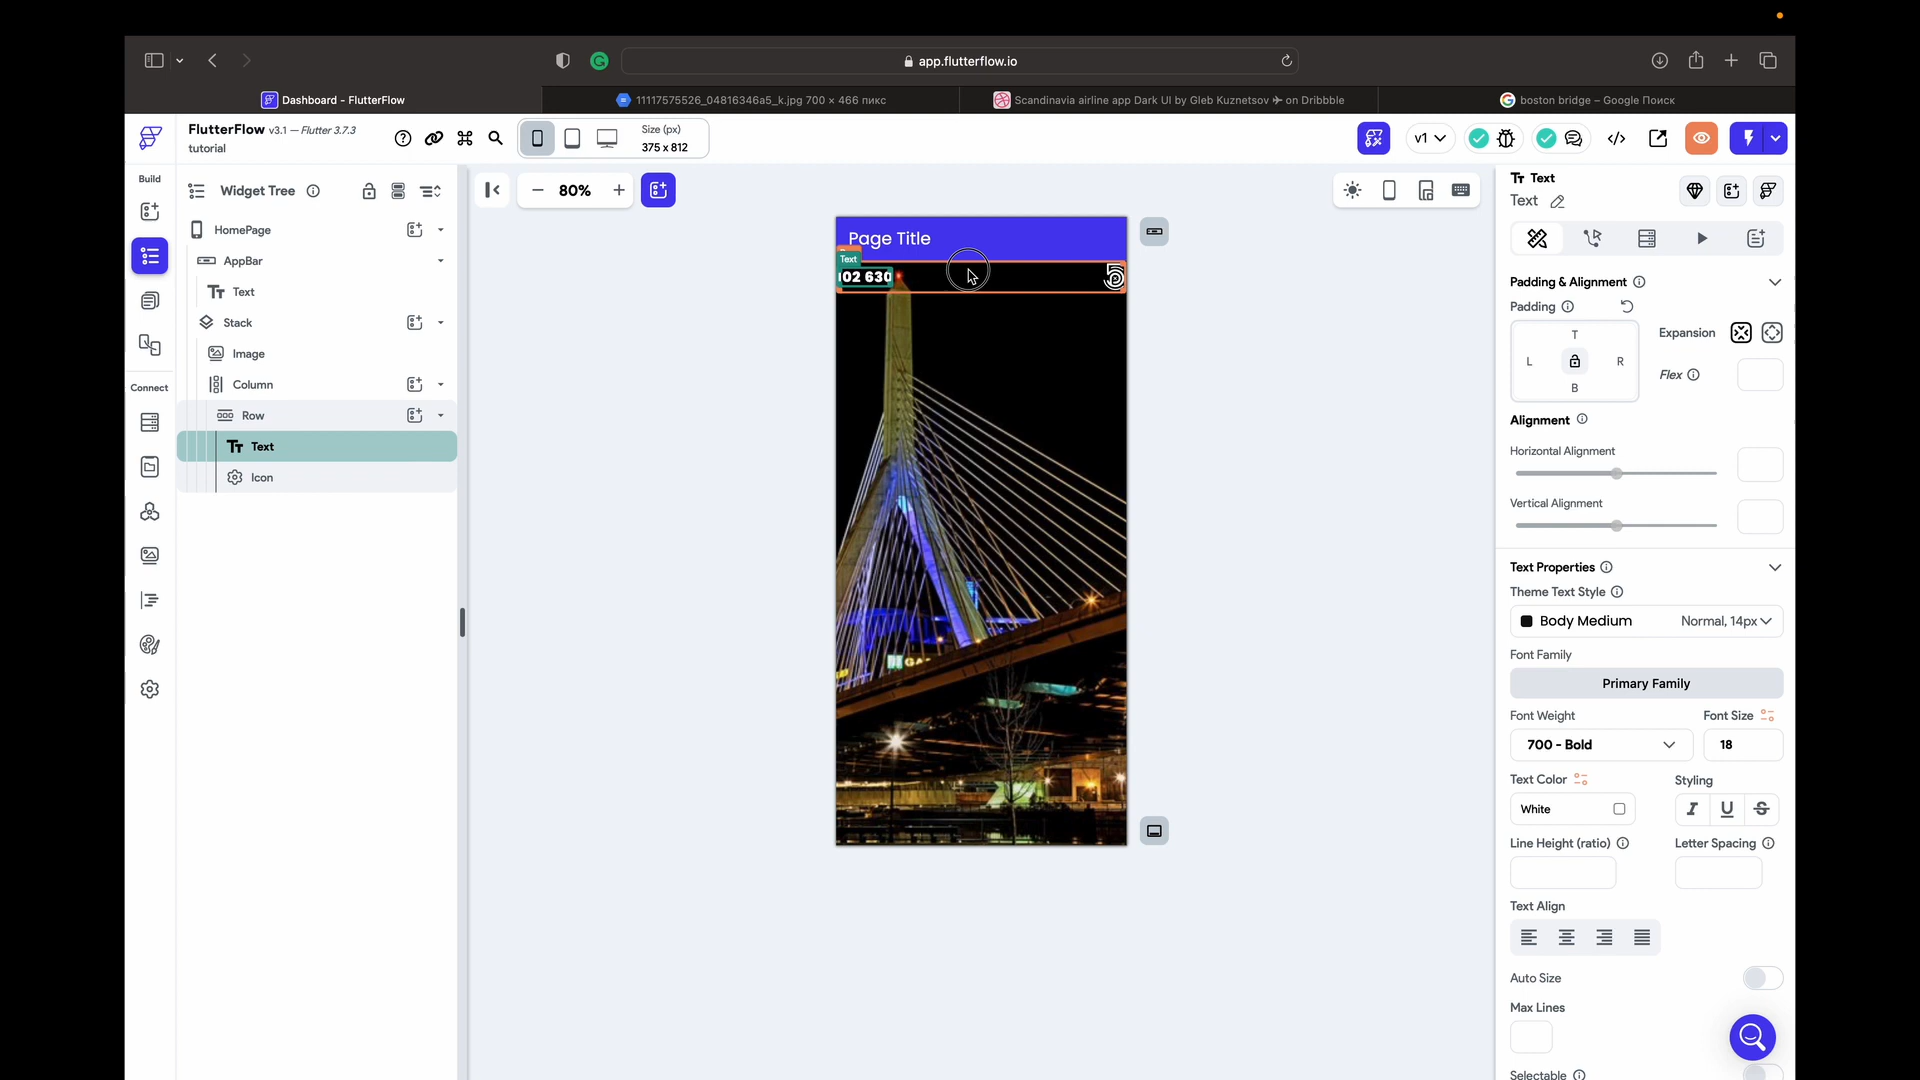 app.flutterflow.io
Dashboard - FlutterFlow
11117575526_04816346a5_k.jpg 700 × 466 пикс
Scandinavia airline app Dark UI by Gleb Kuznetsov ✈ on Dribbble
boston bridge – Google Поиск
FlutterFlow v3.1 — Flutter 3.7.3
tutorial
Size (px)
375 x 812
v1
Build
Connect
Widget Tree
HomePage
AppBar
Text
Stack
Image
Column
Row
Text
Icon
80%
Page Title
Text
02 630
Text
Text
Padding & Alignment
Padding
T
L
R
B
Expansion
Flex
Alignment
Horizontal Alignment
Vertical Alignment
Text Properties
Theme Text Style
Body Medium
Normal, 14px
Font Family
Primary Family
Font Weight
Font Size
700 - Bold
18
Text Color
Styling
White
Line Height (ratio)
Letter Spacing
Text Align
Auto Size
Max Lines
Selectable